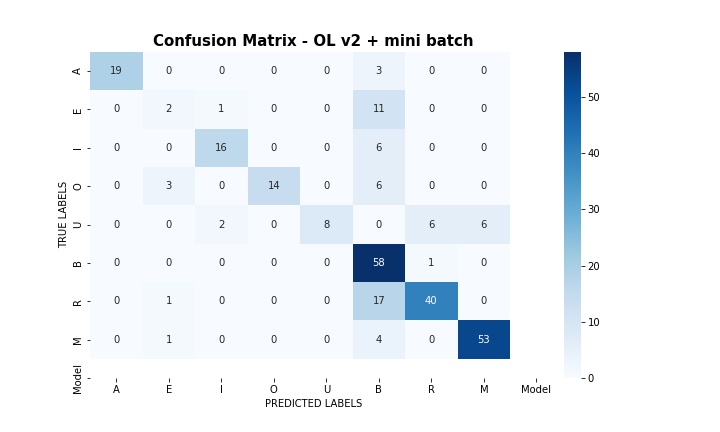 Confusion Matrix - OL v2 + mini batch
TRUE LABELS
A 19 0 0 0 0 3 0 0
E 0 2 1 0 0 11 0 0
I 0 0 16 0 0 6 0 0
O 0 3 0 14 0 6 0 0
U 0 0 2 0 8 0 6 6
B 0 0 0 0 0 58 1 0
R 0 1 0 0 0 17 40 0
M 0 1 0 0 0 4 0 53
Model
A E I O U B R M Model
PREDICTED LABELS
50
40
30
20
10
0